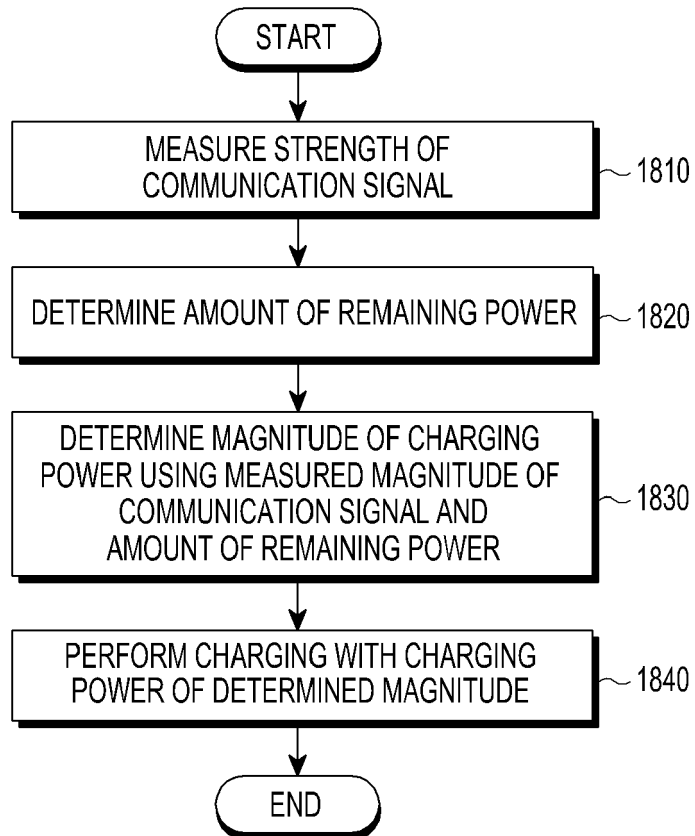 START
MEASURE STRENGTH OF
COMMUNICATION SIGNAL
1810
DETERMINE AMOUNT OF REMAINING POWER
1820
DETERMINE MAGNITUDE OF CHARGING
POWER USING MEASURED MAGNITUDE OF
COMMUNICATION SIGNAL AND
AMOUNT OF REMAINING POWER
1830
PERFORM CHARGING WITH CHARGING
POWER OF DETERMINED MAGNITUDE
1840
END